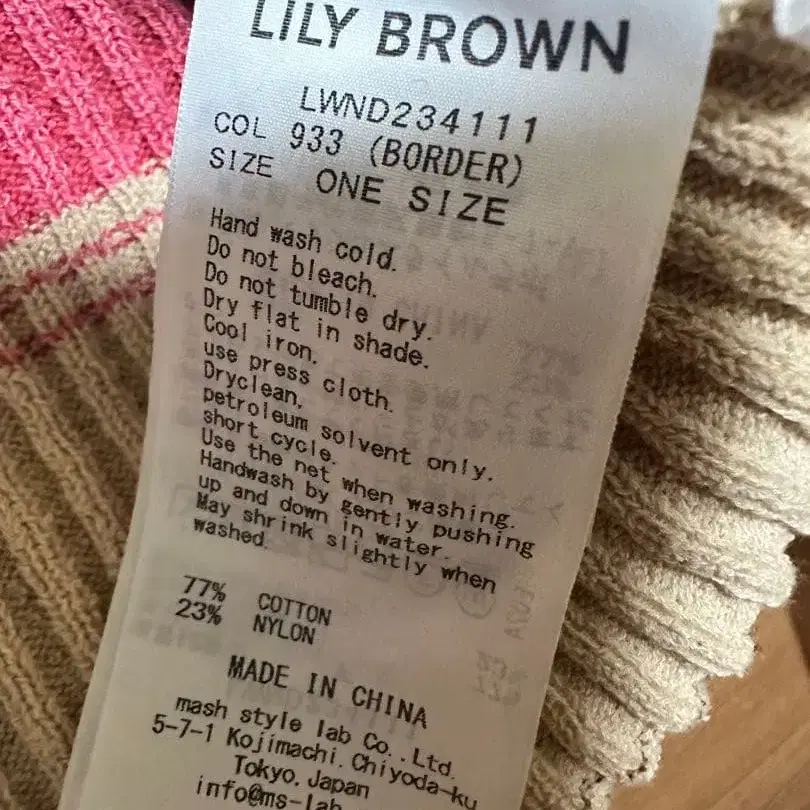 LILY BROWN
LWND234111
COL 933 (BORDER)
SIZE ONE SIZE
Hand wash cold.
Do not bleach.
Do not tumble dry.
Dry flat in shade.
Cool iron.
use press cloth.
Dryclean,
petroleum solvent only.
short cycle.
Use the net when washing.
Handwash by gently pushing
up and down in water.
May shrink slightly when
washed.
77% COTTON
23% NYLON
MADE IN CHINA
mash style lab Co.,Ltd.
5-7-1 Kojimachi, Chiyoda-ku
Tokyo, Japan
info@ms-lab